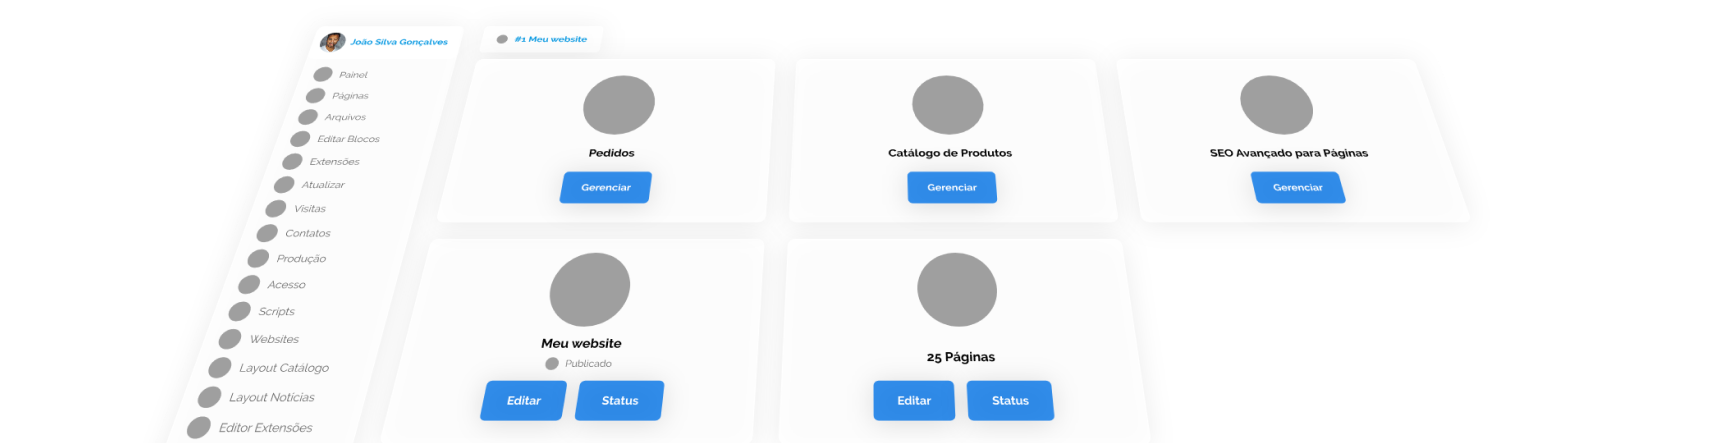 João Silva Gonçalves
Painel
Páginas
Arquivos
Editar Blocos
Extensões
Atualizar
Visitas
Contatos
Produção
Acesso
Scripts
Websites
Layout Catálogo
Layout Notícias
Editor Extensões
#1 Meu website
Pedidos
Gerenciar
Catálogo de Produtos
Gerenciar
SEO Avançado para Páginas
Gerenciar
Meu website
Publicado
Editar Status
25 Páginas
Editar Status